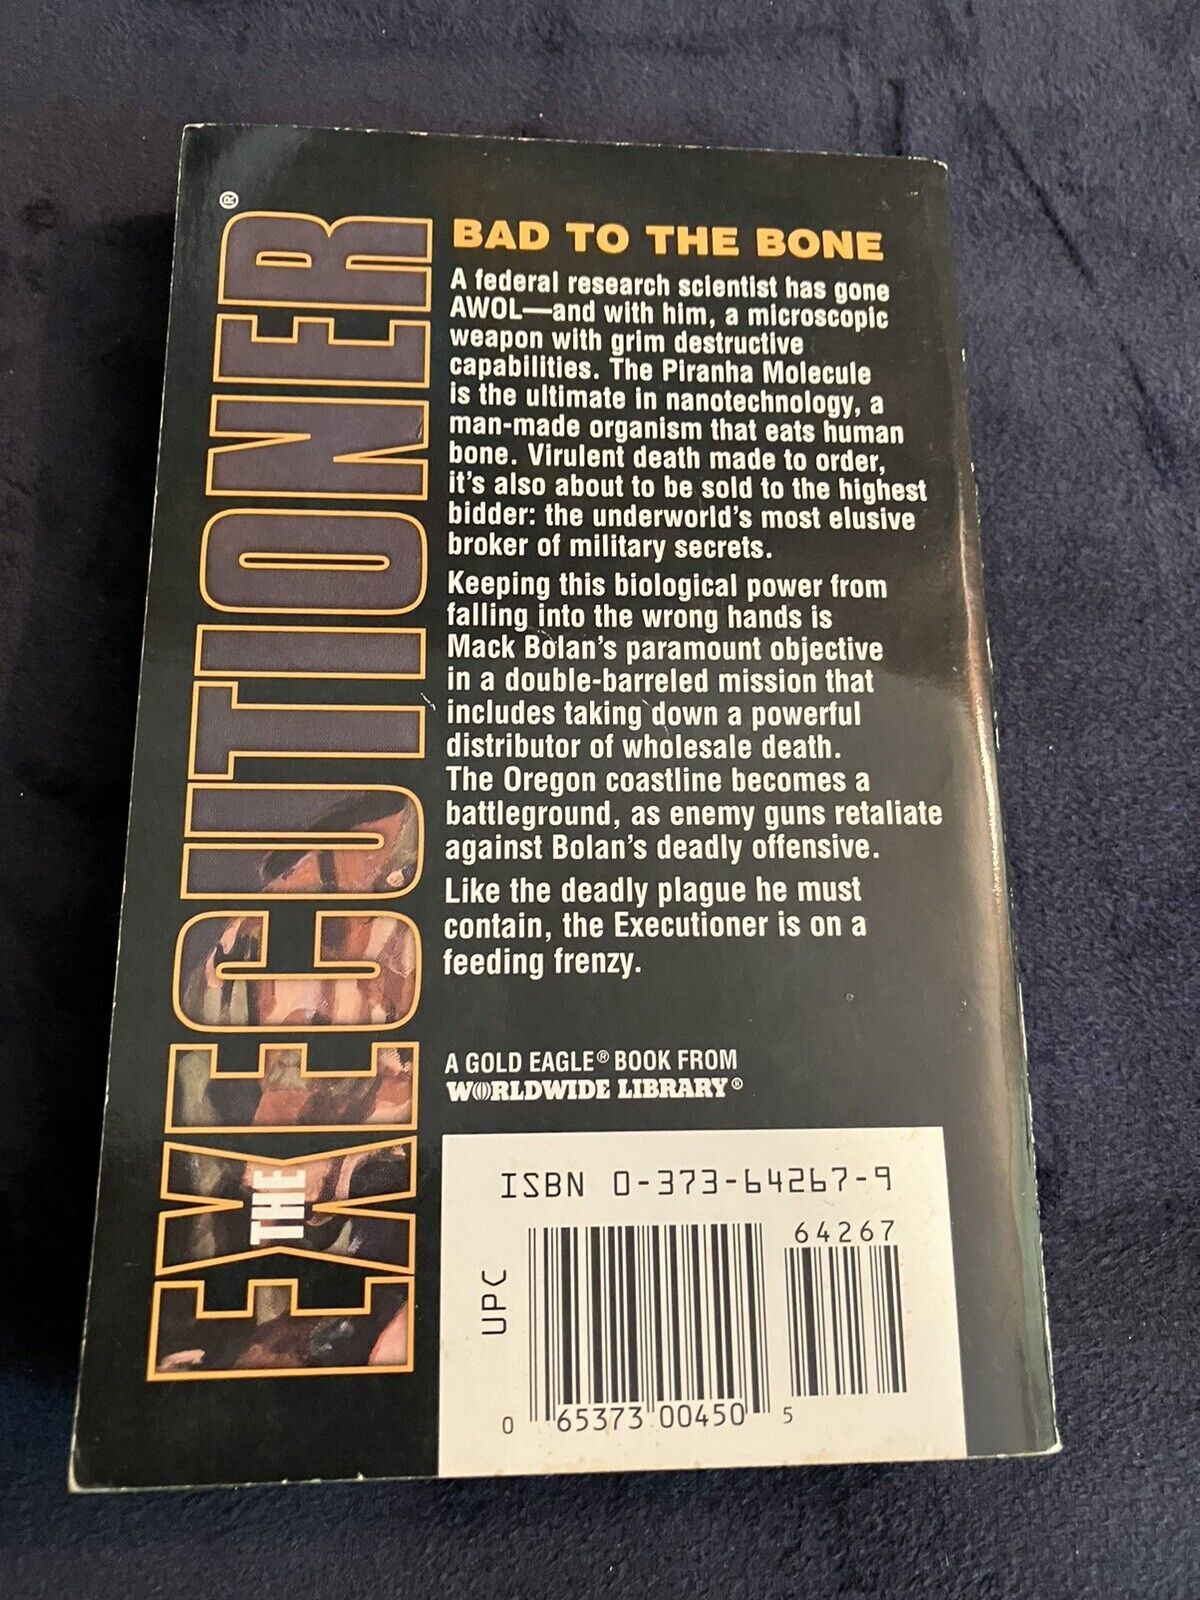 THE
EXECUTIONER®
BAD TO THE BONE
A federal research scientist has gone
AWOL—and with him, a microscopic
weapon with grim destructive
capabilities. The Piranha Molecule
is the ultimate in nanotechnology, a
man-made organism that eats human
bone. Virulent death made to order,
it's also about to be sold to the highest
bidder: the underworld's most elusive
broker of military secrets.
Keeping this biological power from
falling into the wrong hands is
Mack Bolan's paramount objective
in a double-barreled mission that
includes taking down a powerful
distributor of wholesale death.
The Oregon coastline becomes a
battleground, as enemy guns retaliate
against Bolan's deadly offensive.
Like the deadly plague he must
contain, the Executioner is on a
feeding frenzy.
A GOLD EAGLE® BOOK FROM
WORLDWIDE LIBRARY®
ISBN 0-373-64267-9
64267
UPC
0 65373 00450 5